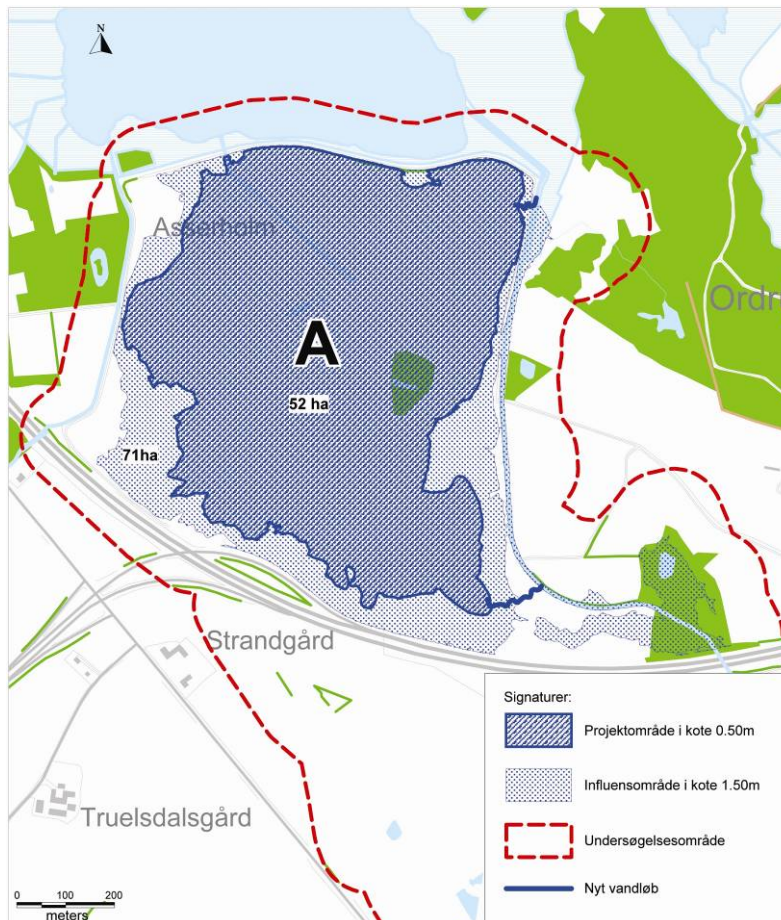 N
Asserholm
Ordr
A
52 ha
71ha
Strandgård
Truelsdalsgård
Signaturer:
Projektområde i kote 0.50m
Influensområde i kote 1.50m
Undersøgelsesområde
Nyt vandløb
0 100 200
meters